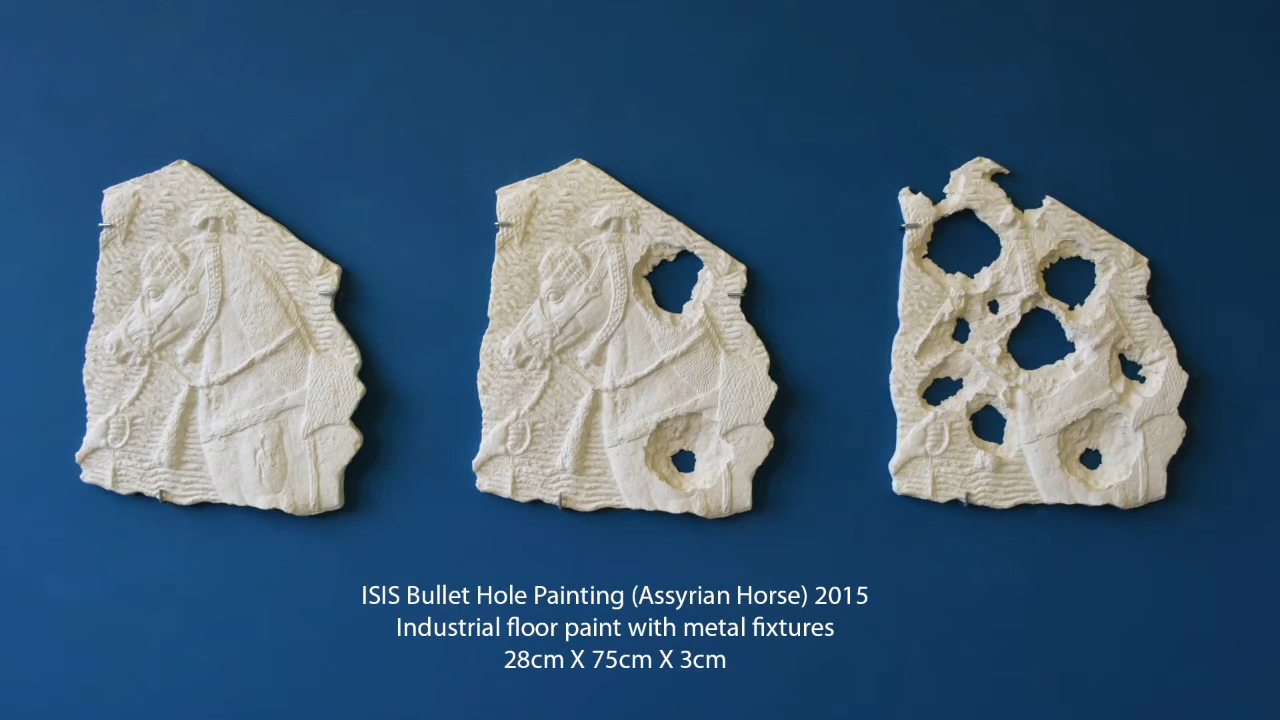 ISIS Bullet Hole Painting (Assyrian Horse) 2015
Industrial floor paint with metal fixtures
28cm X 75cm X 3cm